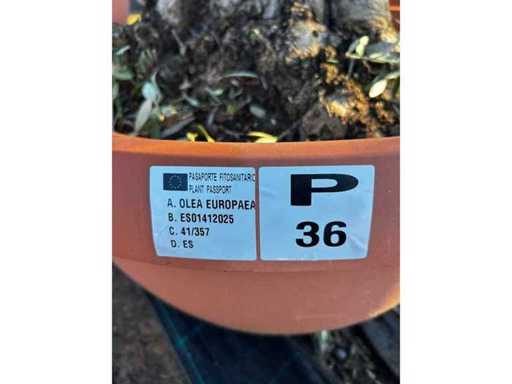 PASAPORTE FITOSANITARIO
PLANT PASSPORT
A. OLEA EUROPAEA
B. ES01412025
C. 41/357
D. ES
P
36